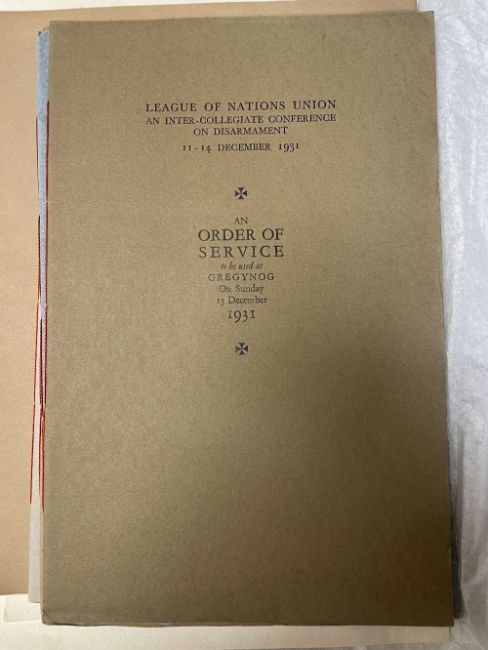 LEAGUE OF NATIONS UNION
AN INTER-COLLEGIATE CONFERENCE
ON DISARMAMENT
11-14 DECEMBER 1931
AN
ORDER OF
SERVICE
to be used at
GREGYNOG
On Sunday
13 December
1931